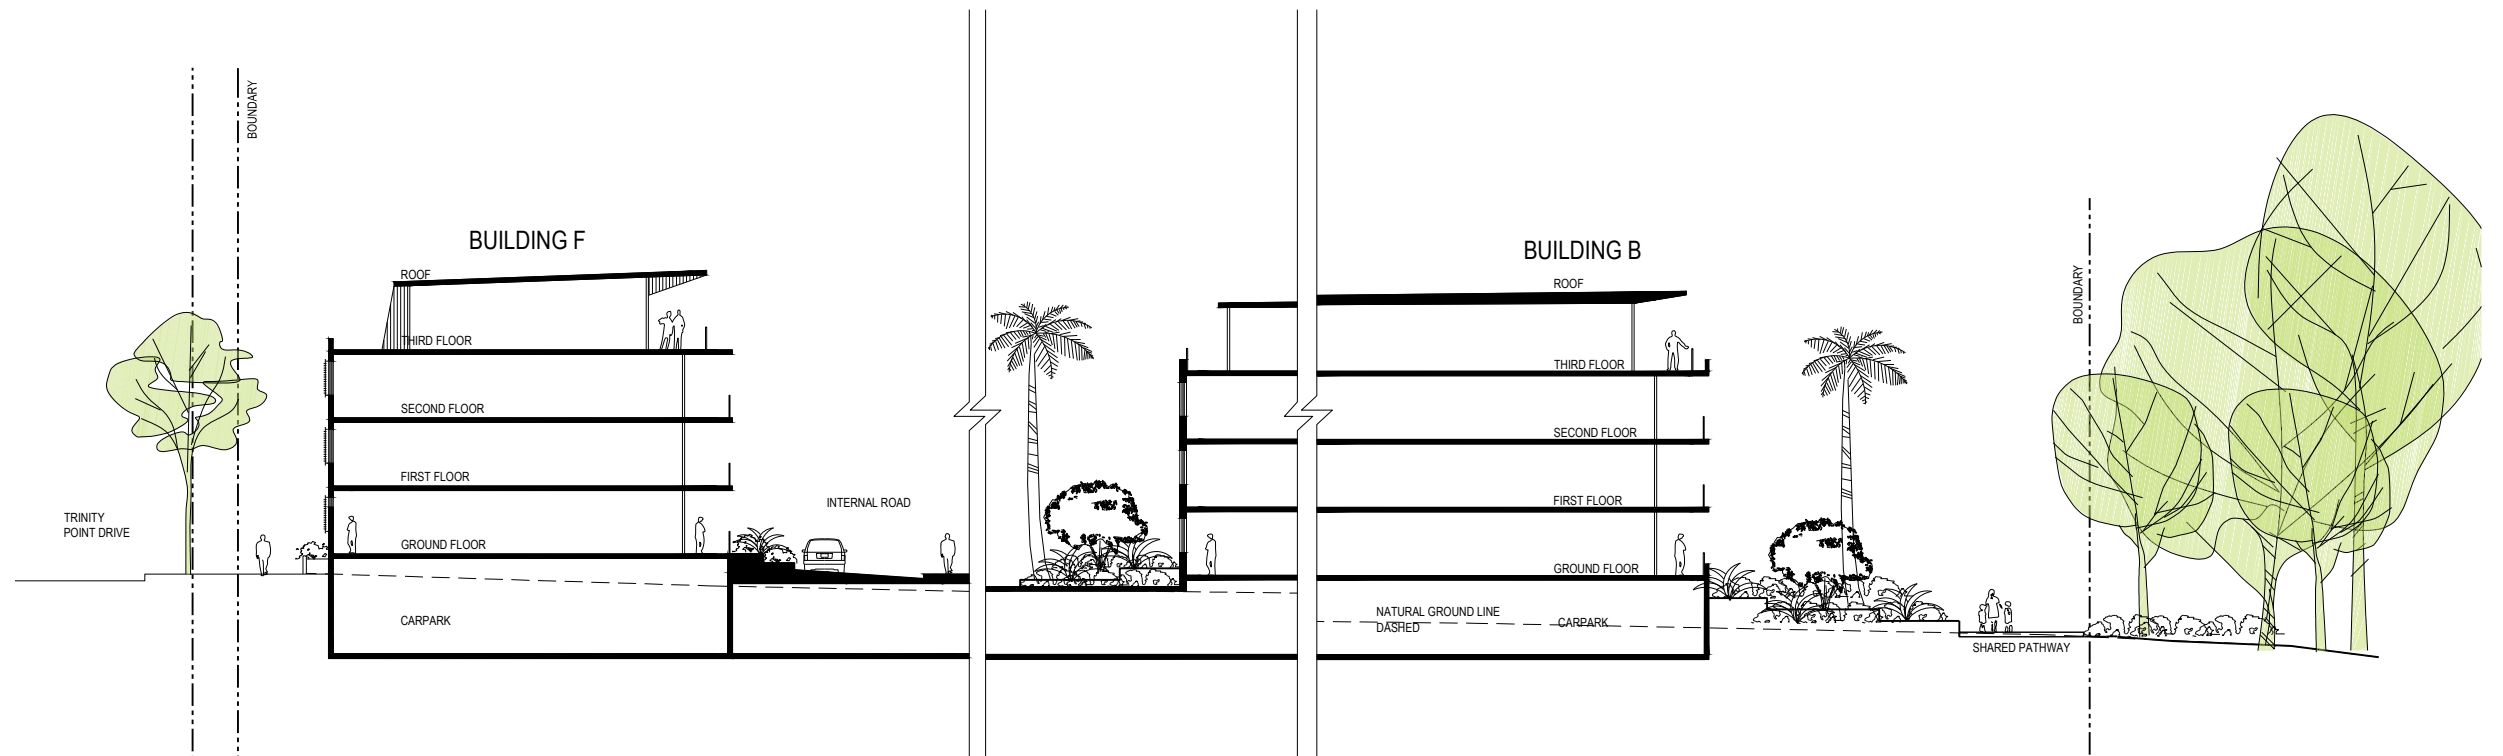 BOUNDARY
BUILDING F
ROOF
THIRD FLOOR
SECOND FLOOR
FIRST FLOOR
GROUND FLOOR
CARPARK
TRINITY
POINT DRIVE
INTERNAL ROAD
BUILDING B
ROOF
THIRD FLOOR
SECOND FLOOR
FIRST FLOOR
GROUND FLOOR
NATURAL GROUND LINE
DASHED
CARPARK
BOUNDARY
SHARED PATHWAY